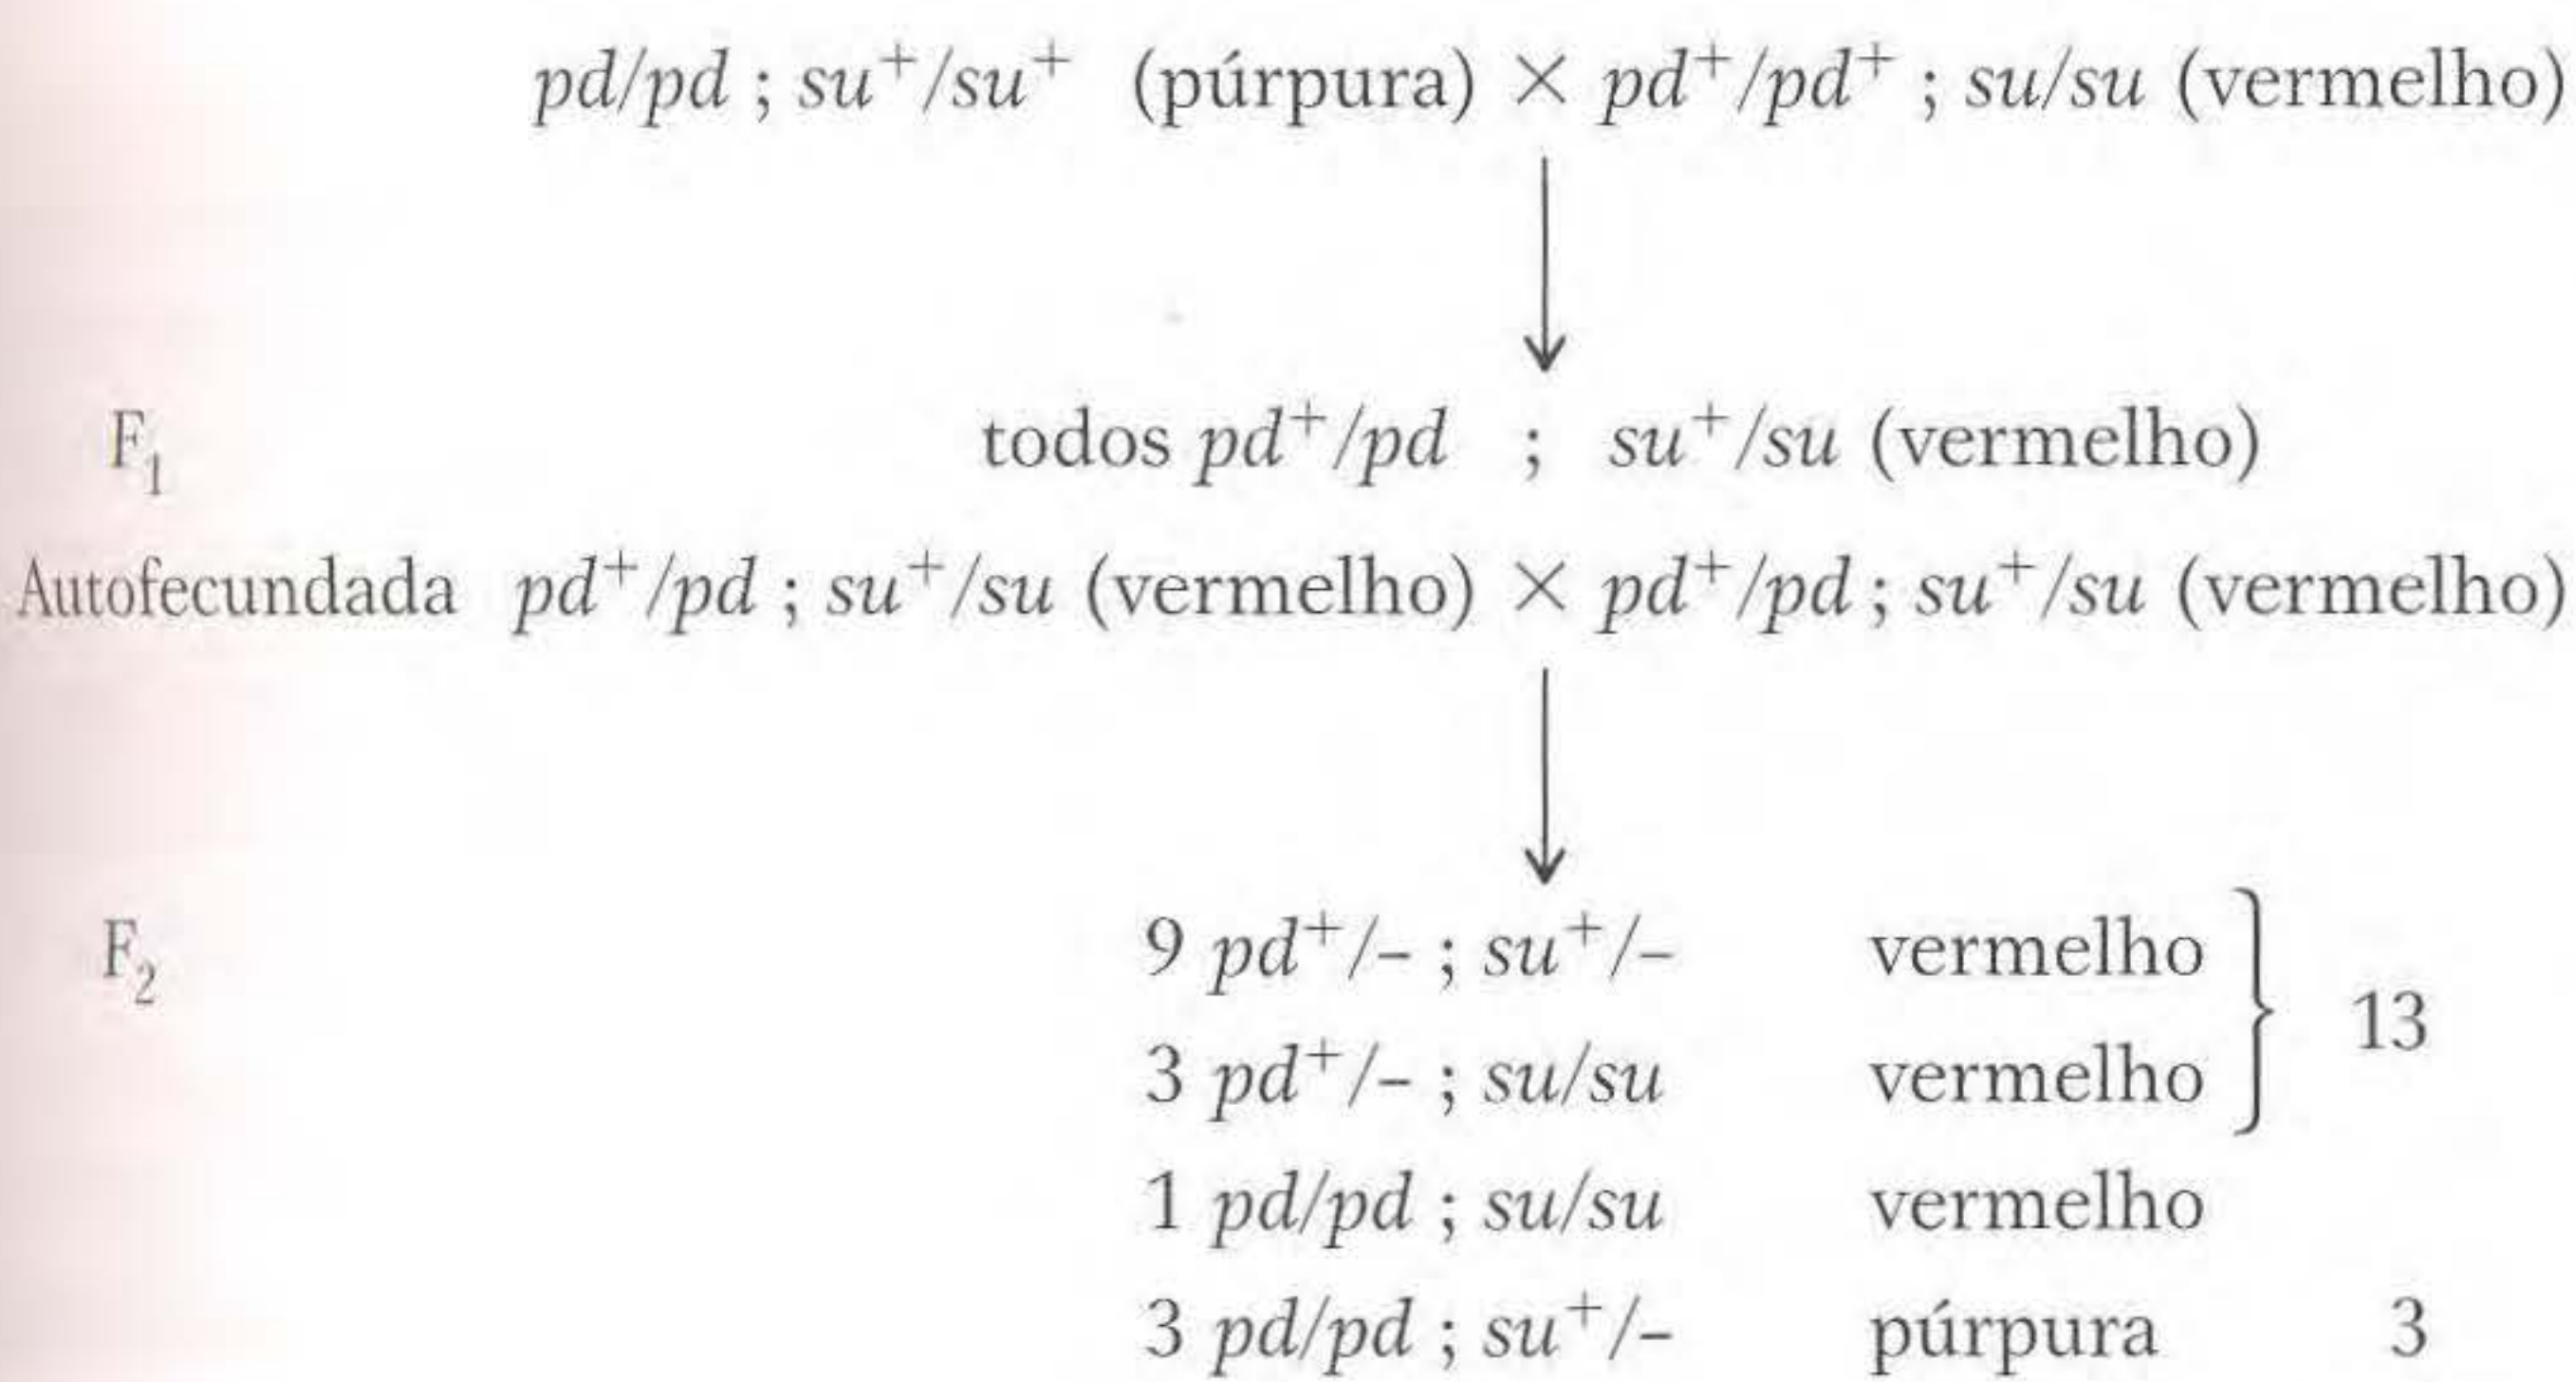 pd/pd ; su⁺/su⁺ (púrpura) × pd⁺/pd⁺ ; su/su (vermelho)
F₁ todos pd⁺/pd ; su⁺/su (vermelho)
Autofecundada pd⁺/pd ; su⁺/su (vermelho) × pd⁺/pd ; su⁺/su (vermelho)
F₂ 9 pd⁺/– ; su⁺/– vermelho
13
3 pd⁺/– ; su/su vermelho
1 pd/pd ; su/su vermelho
3 pd/pd ; su⁺/– púrpura 3